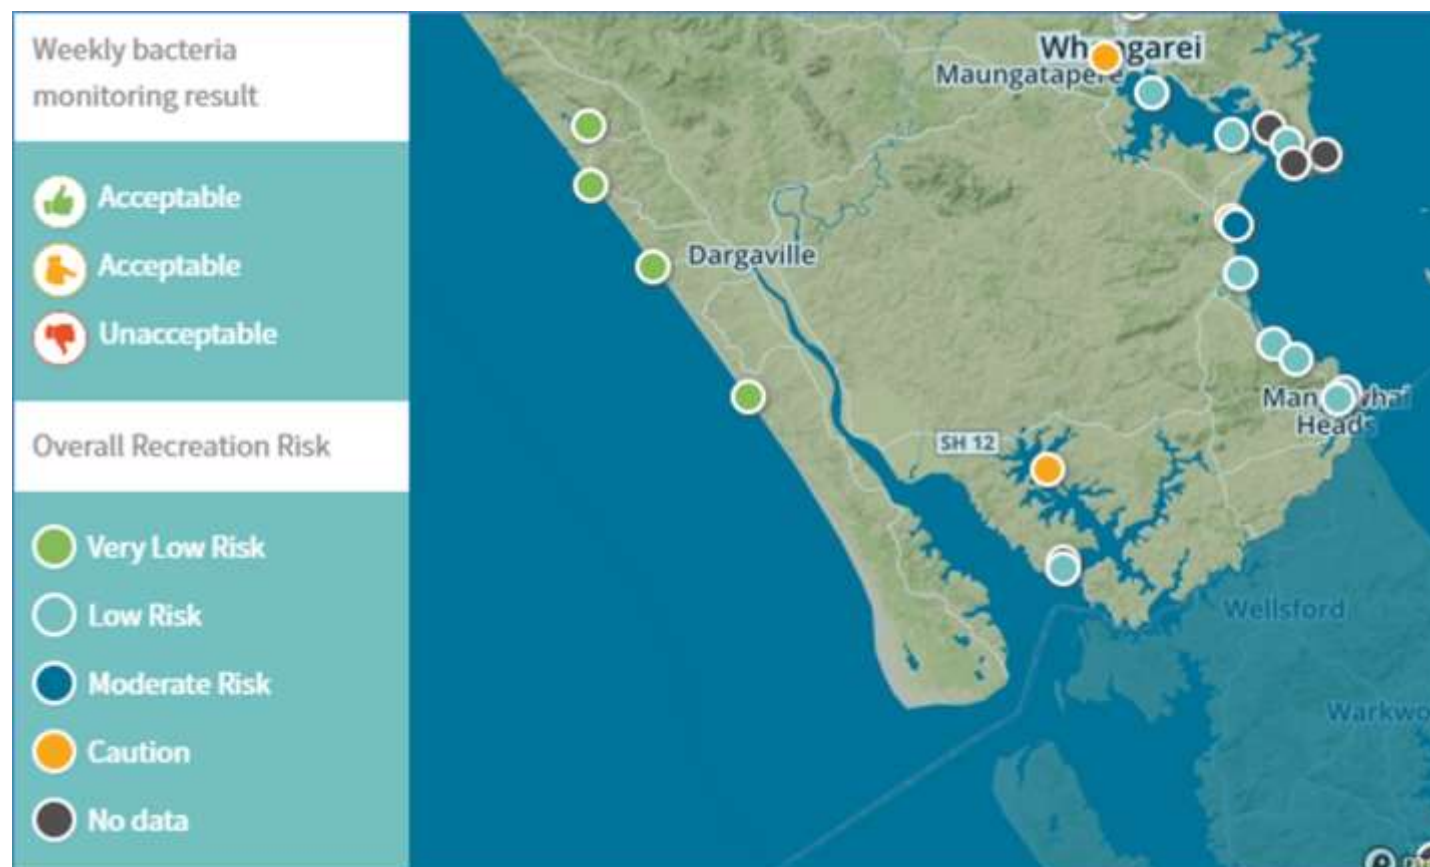 Weekly bacteria
monitoring result
Acceptable
Acceptable
Unacceptable
Overall Recreation Risk
Very Low Risk
Low Risk
Moderate Risk
Caution
No data
Maungatapere
Dargaville
SH 12
Heads
Wellsford